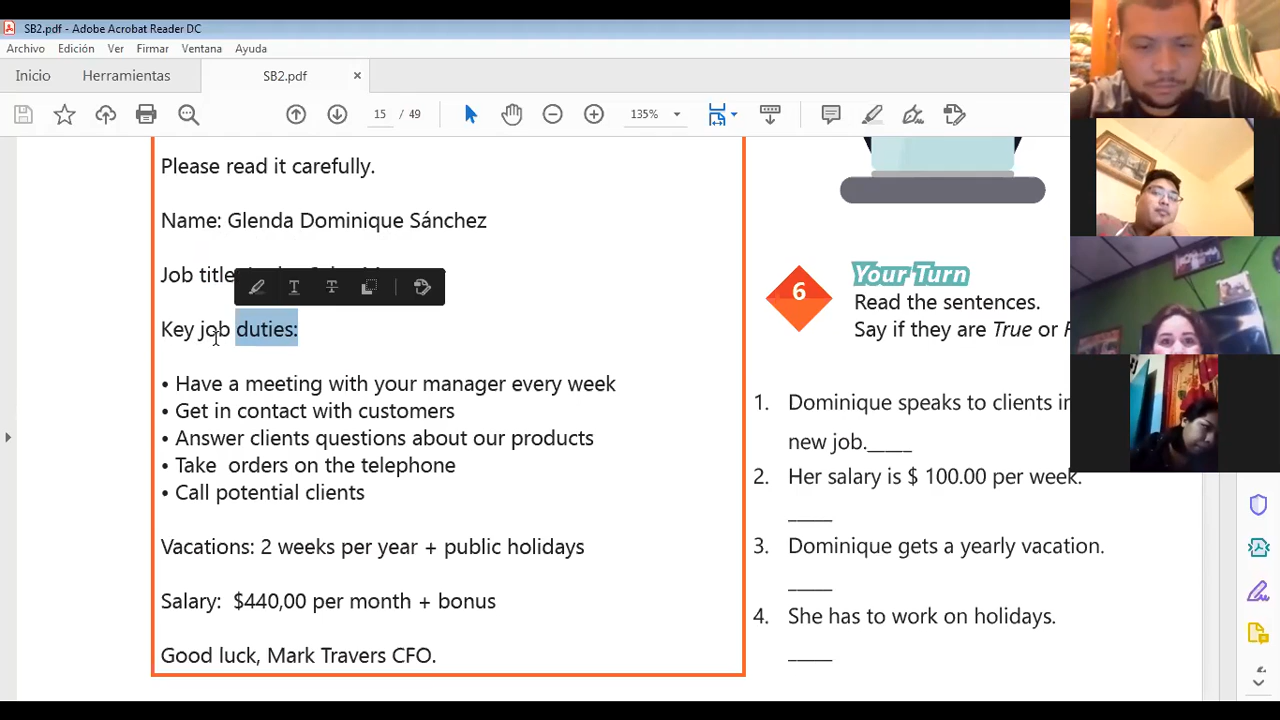 SB2.pdf - Adobe Acrobat Reader DC
Archivo Edición Ver Firmar Ventana Ayuda
Inicio Herramientas SB2.pdf
15 / 49 135%
Please read it carefully.
Name: Glenda Dominique Sánchez
Job title
Key job duties:
• Have a meeting with your manager every week
• Get in contact with customers
• Answer clients questions about our products
• Take orders on the telephone
• Call potential clients
Vacations: 2 weeks per year + public holidays
Salary: $440,00 per month + bonus
Good luck, Mark Travers CFO.
6 Your Turn
Read the sentences.
Say if they are True or
1. Dominique speaks to clients in
new job._____
2. Her salary is $ 100.00 per week.
_____
3. Dominique gets a yearly vacation.
_____
4. She has to work on holidays.
_____